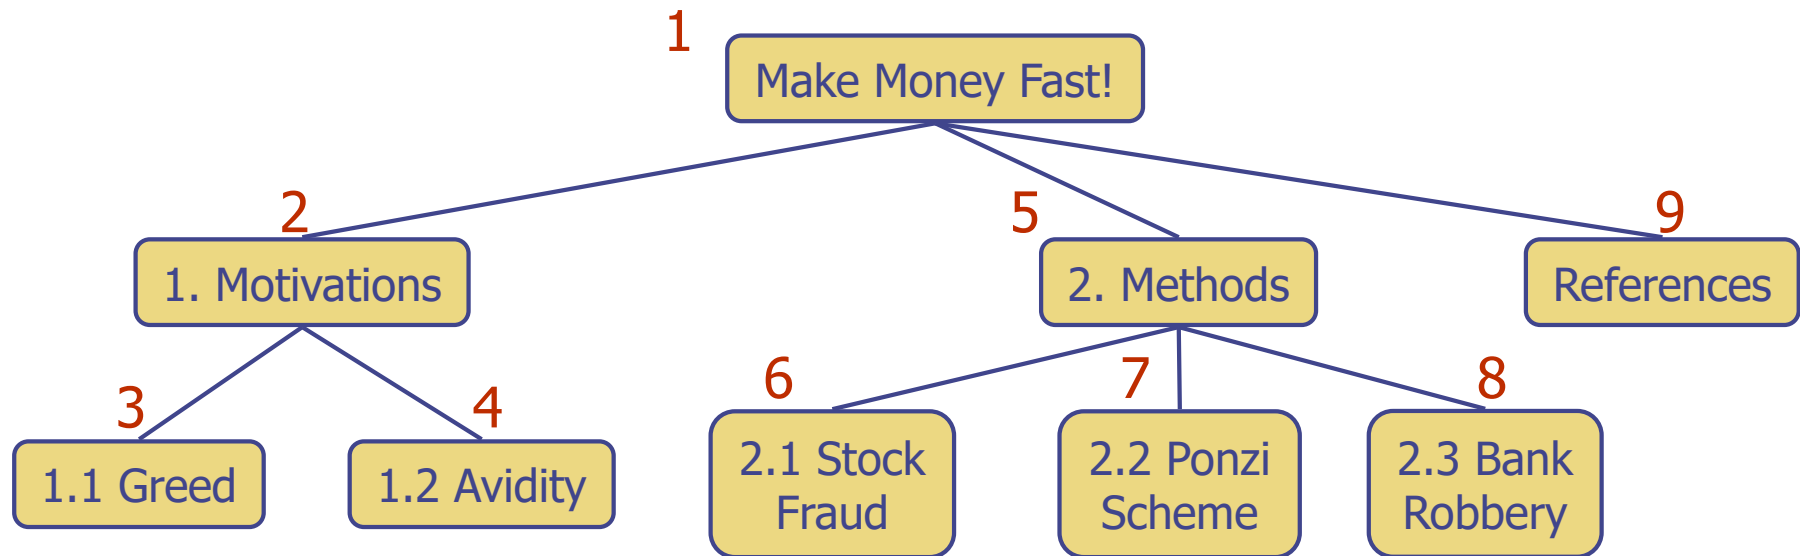 1
Make Money Fast!
2
5
9
1. Motivations
2. Methods
References
3
4
6
7
8
1.1 Greed
1.2 Avidity
2.1 Stock
Fraud
2.2 Ponzi
Scheme
2.3 Bank
Robbery